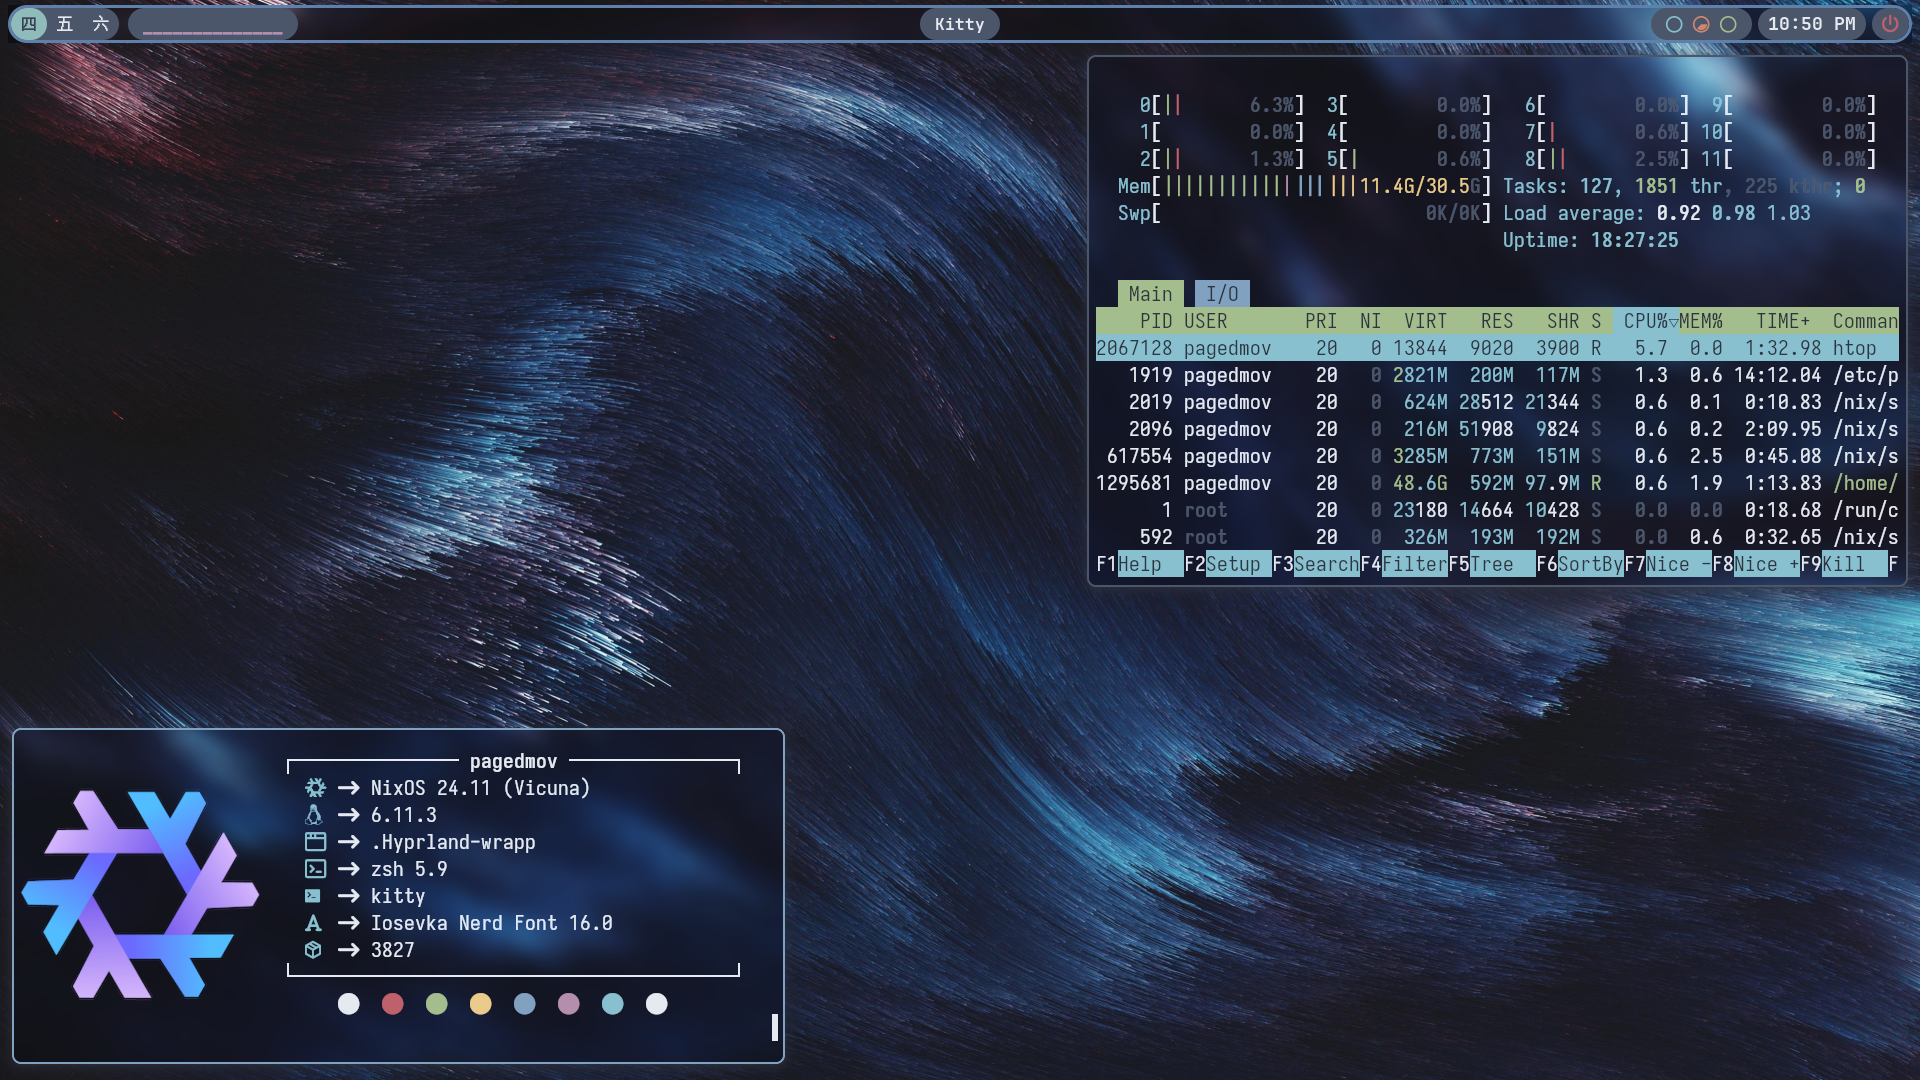 四 五 六
Kitty
10:50 PM
0[|| 6.3%] 3[ 0.0%] 6[ 0.0%] 9[ 0.0%]
1[ 0.0%] 4[ 0.0%] 7[| 0.6%] 10[ 0.0%]
2[|| 1.3%] 5[| 0.6%] 8[|| 2.5%] 11[ 0.0%]
Mem[||||||||||||||||||11.4G/30.5G] Tasks: 127, 1851 thr, 225 kthr; 0
Swp[ 0K/0K] Load average: 0.92 0.98 1.03
Uptime: 18:27:25
Main I/O
PID USER PRI NI VIRT RES SHR S CPU%▽MEM% TIME+ Comman
2067128 pagedmov 20 0 13844 9020 3900 R 5.7 0.0 1:32.98 htop
1919 pagedmov 20 0 2821M 200M 117M S 1.3 0.6 14:12.04 /etc/p
2019 pagedmov 20 0 624M 28512 21344 S 0.6 0.1 0:10.83 /nix/s
2096 pagedmov 20 0 216M 51908 9824 S 0.6 0.2 2:09.95 /nix/s
617554 pagedmov 20 0 3285M 773M 151M S 0.6 2.5 0:45.08 /nix/s
1295681 pagedmov 20 0 48.6G 592M 97.9M R 0.6 1.9 1:13.83 /home/
1 root 20 0 23180 14664 10428 S 0.0 0.0 0:18.68 /run/c
592 root 20 0 326M 193M 192M S 0.0 0.6 0:32.65 /nix/s
F1Help F2Setup F3SearchF4FilterF5Tree F6SortByF7Nice -F8Nice +F9Kill F
pagedmov
→ NixOS 24.11 (Vicuna)
→ 6.11.3
→ .Hyprland-wrapp
→ zsh 5.9
→ kitty
→ Iosevka Nerd Font 16.0
→ 3827